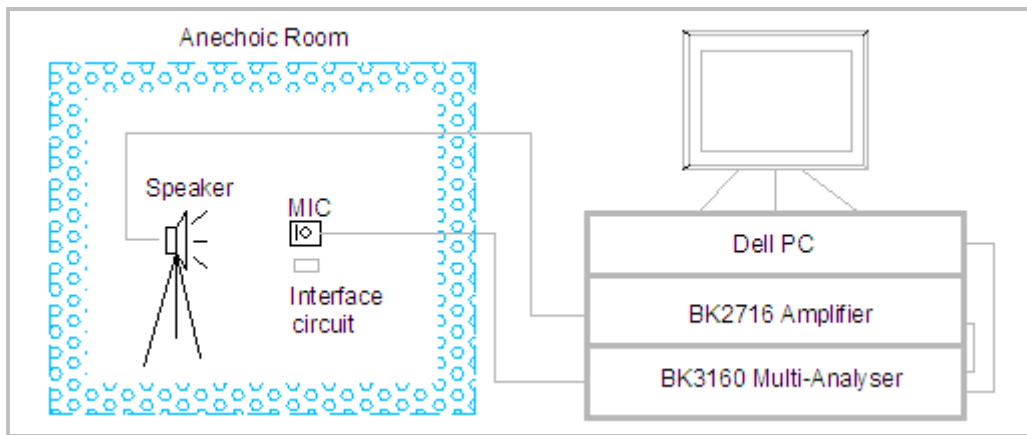 Anechoic Room
Speaker
MIC
Interface
circuit
Dell PC
BK2716 Amplifier
BK3160 Multi-Analyser